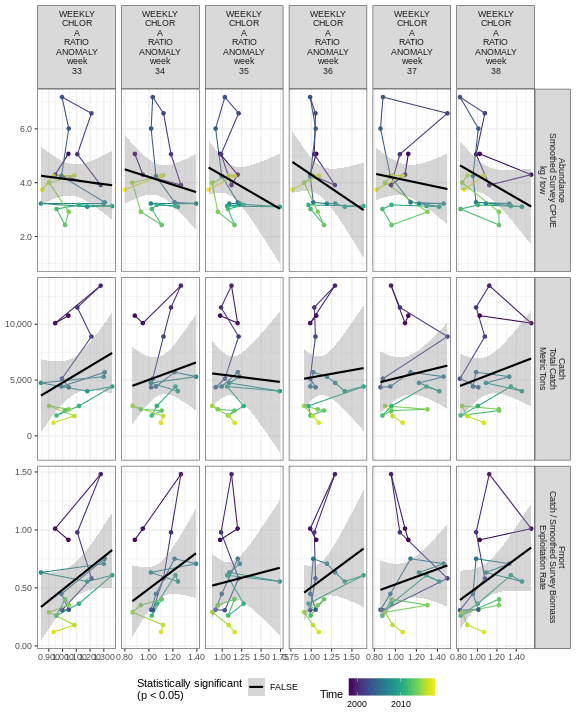 WEEKLY WEEKLY WEEKLY WEEKLY WEEKLY WEEKLY
CHLOR CHLOR CHLOR CHLOR CHLOR CHLOR
A A A A A A
RATIO RATIO RATIO RATIO RATIO RATIO
ANOMALY ANOMALY ANOMALY ANOMALY ANOMALY ANOMALY
week week week week week week
33 34 35 36 37 38
6.0
4.0
2.0
Abundance
Smoothed Survey CPUE
kg / tow
10,000
5,000
0
Catch
Total Catch
Metric Tons
1.50
1.00
0.50
0.00
Fmort
Catch / Smoothed Survey Biomass
Exploitation Rate
0.80 1.00 1.20 1.40 0.75 1.00 1.25 1.50 1.00 1.50 0.80 1.00 1.20 1.40 0.80 1.00 1.20 1.40
Statistically significant
(p < 0.05)
FALSE
Time
2000 2010